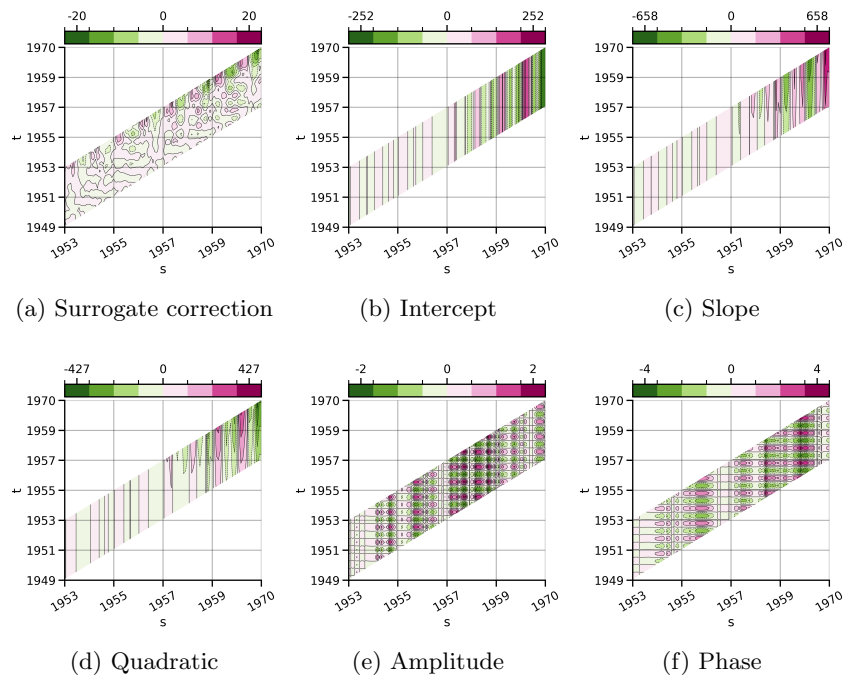 -20 0 20
-252 0 252
-658 0 658
1970
1959
1957
1955
1953
1951
1949
t
1953 1955 1957 1959 1970
s
1970
1959
1957
1955
1953
1951
1949
t
1953 1955 1957 1959 1970
s
1970
1959
1957
1955
1953
1951
1949
t
1953 1955 1957 1959 1970
s
(a) Surrogate correction
(b) Intercept
(c) Slope
-427 0 427
-2 0 2
-4 0 4
1970
1959
1957
1955
1953
1951
1949
t
1953 1955 1957 1959 1970
s
1970
1959
1957
1955
1953
1951
1949
t
1953 1955 1957 1959 1970
s
1970
1959
1957
1955
1953
1951
1949
t
1953 1955 1957 1959 1970
s
(d) Quadratic
(e) Amplitude
(f) Phase